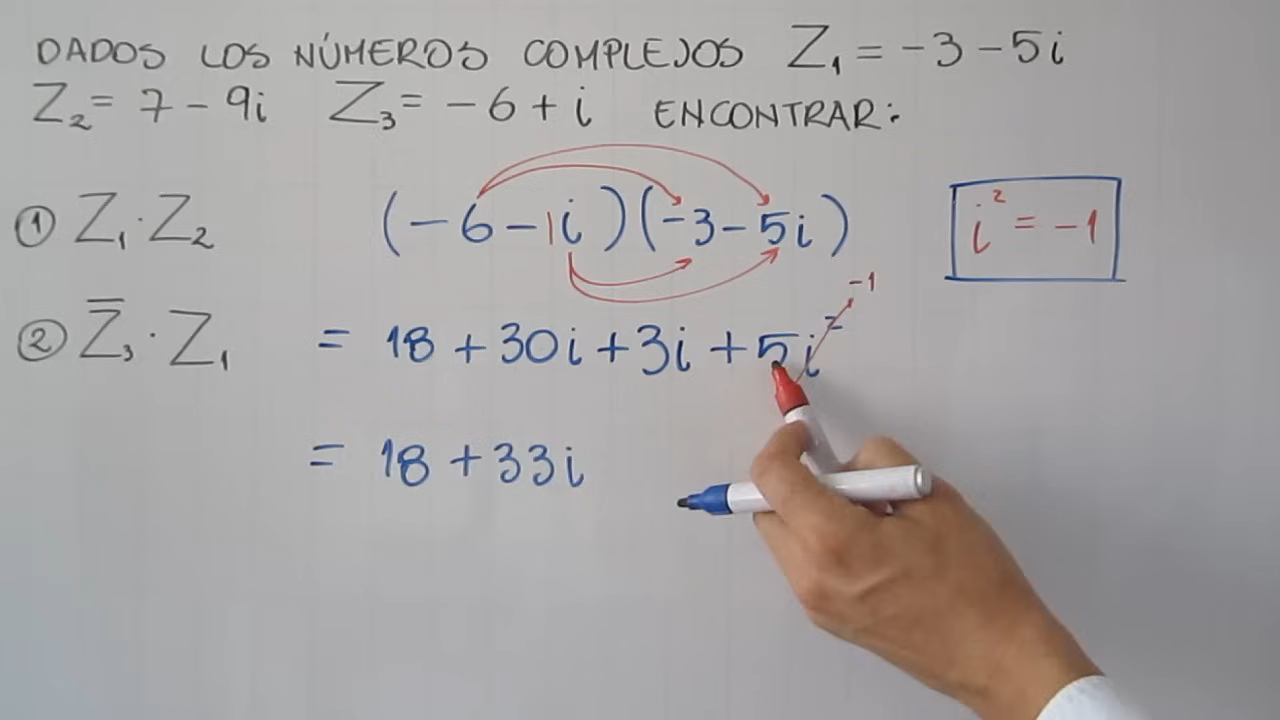 DADOS LOS NÚMEROS COMPLEJOS Z₁ = -3 - 5i
Z₂ = 7 - 9i Z₃ = -6 + i ENCONTRAR:
① Z₁ · Z₂
(-6 - 1i)(-3 - 5i)
i² = -1
② Z̅₃ · Z₁
= 18 + 30i + 3i + 5i² -1
= 18 + 33i